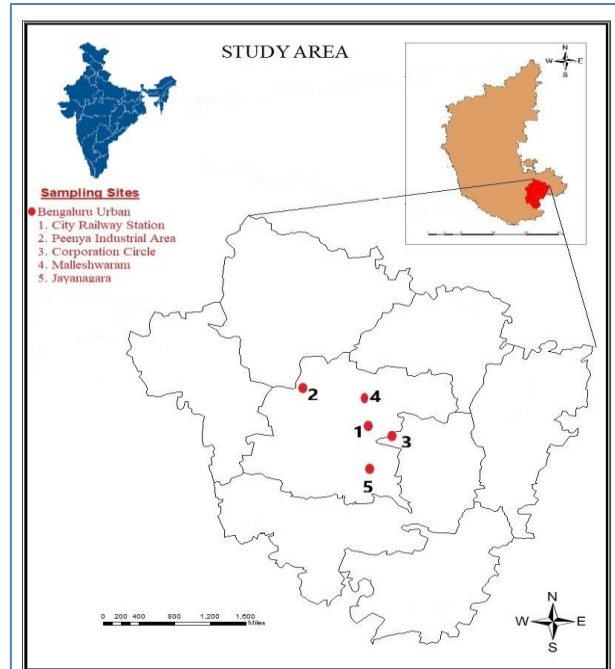 STUDY AREA
N
W E
S
Sampling Sites
Bengaluru Urban
1. City Railway Station
2. Peenya Industrial Area
3. Corporation Circle
4. Malleshwaram
5. Jayanagara
2
4
1
3
5
0 200 400 800 1,200 1,600
Miles
N
W E
S